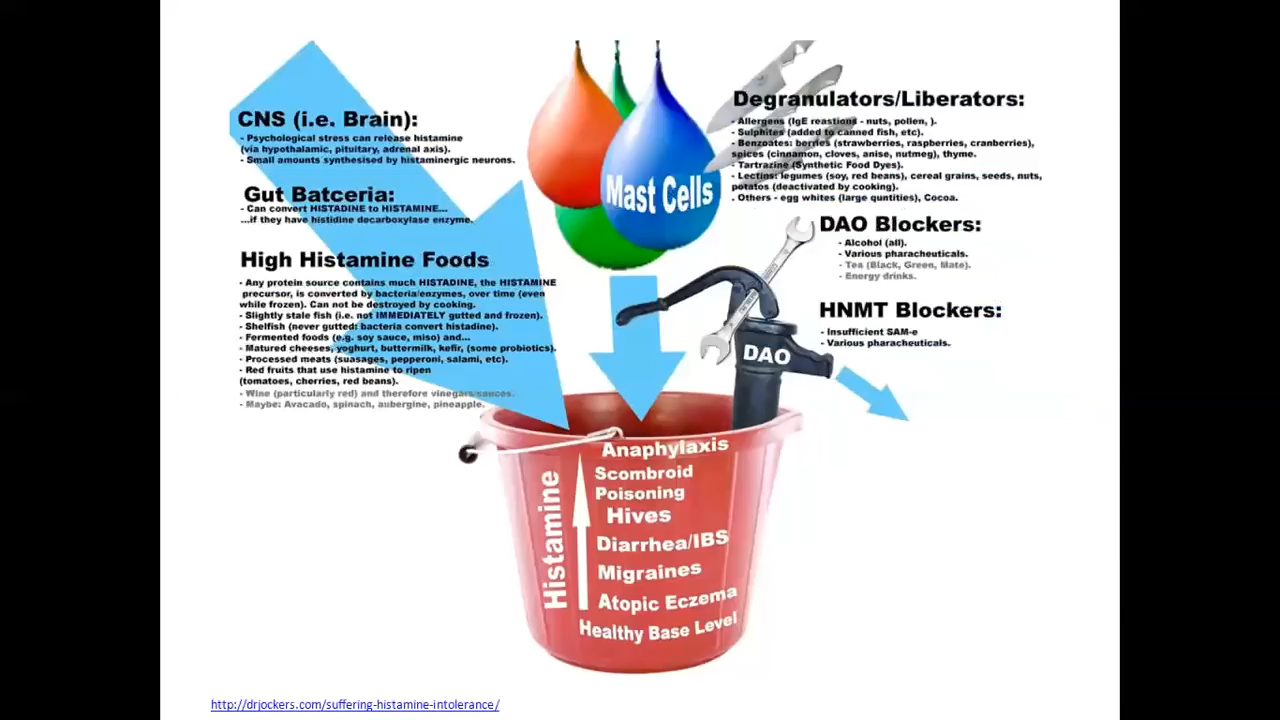 CNS (i.e. Brain):
- Psychological stress can release histamine
(via hypothalamic, pituitary, adrenal axis).
- Small amounts synthesised by histaminergic neurons.
Gut Batceria:
- Can convert HISTADINE to HISTAMINE...
...if they have histidine decarboxylase enzyme.
High Histamine Foods
- Any protein source contains much HISTADINE, the HISTAMINE
precursor, is converted by bacteria/enzymes, over time (even
while frozen). Can not be destroyed by cooking.
- Slightly stale fish (i.e. not IMMEDIATELY gutted and frozen).
- Shelfish (never gutted: bacteria convert histadine).
- Fermented foods (e.g. soy sauce, miso) and...
- Matured cheeses, yoghurt, buttermilk, kefir, (some probiotics).
- Processed meats (suasages, pepperoni, salami, etc).
- Red fruits that use histamine to ripen
(tomatoes, cherries, red beans).
- Wine (particularly red) and therefore vinegars/sauces.
- Maybe: Avacado, spinach, aubergine, pineapple.
Mast Cells
Degranulators/Liberators:
- Allergens (IgE reastions - nuts, pollen, ).
- Sulphites (added to canned fish, etc).
- Benzoates: berries (strawberries, raspberries, cranberries),
spices (cinnamon, cloves, anise, nutmeg), thyme.
- Tartrazine (Synthetic Food Dyes).
- Lectins: legumes (soy, red beans), cereal grains, seeds, nuts,
potatos (deactivated by cooking).
- Others - egg whites (large quntities), Cocoa.
DAO Blockers:
- Alcohol (all).
- Various pharacheuticals.
- Tea (Black, Green, Mate).
- Energy drinks.
HNMT Blockers:
- Insufficient SAM-e
- Various pharacheuticals.
DAO
Histamine
Anaphylaxis
Scombroid
Poisoning
Hives
Diarrhea/IBS
Migraines
Atopic Eczema
Healthy Base Level
http://drjockers.com/suffering-histamine-intolerance/